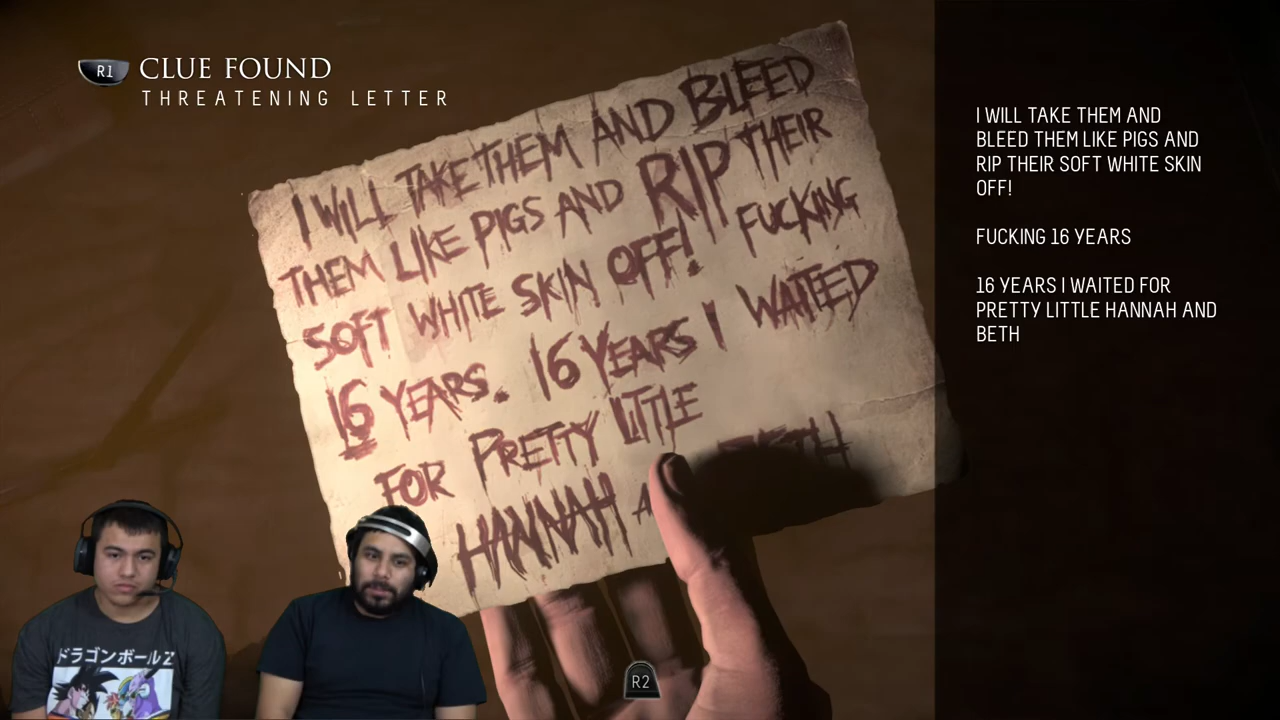 R1 CLUE FOUND
THREATENING LETTER
I WILL TAKE THEM AND BLEED
THEM LIKE PIGS AND RIP THEIR
SOFT WHITE SKIN OFF! FUCKING
16 YEARS. 16 YEARS I WAITED
FOR PRETTY LITTLE
HANNAH A BETH
I WILL TAKE THEM AND
BLEED THEM LIKE PIGS AND
RIP THEIR SOFT WHITE SKIN
OFF!
FUCKING 16 YEARS
16 YEARS I WAITED FOR
PRETTY LITTLE HANNAH AND
BETH
ドラゴンボールZ
R2